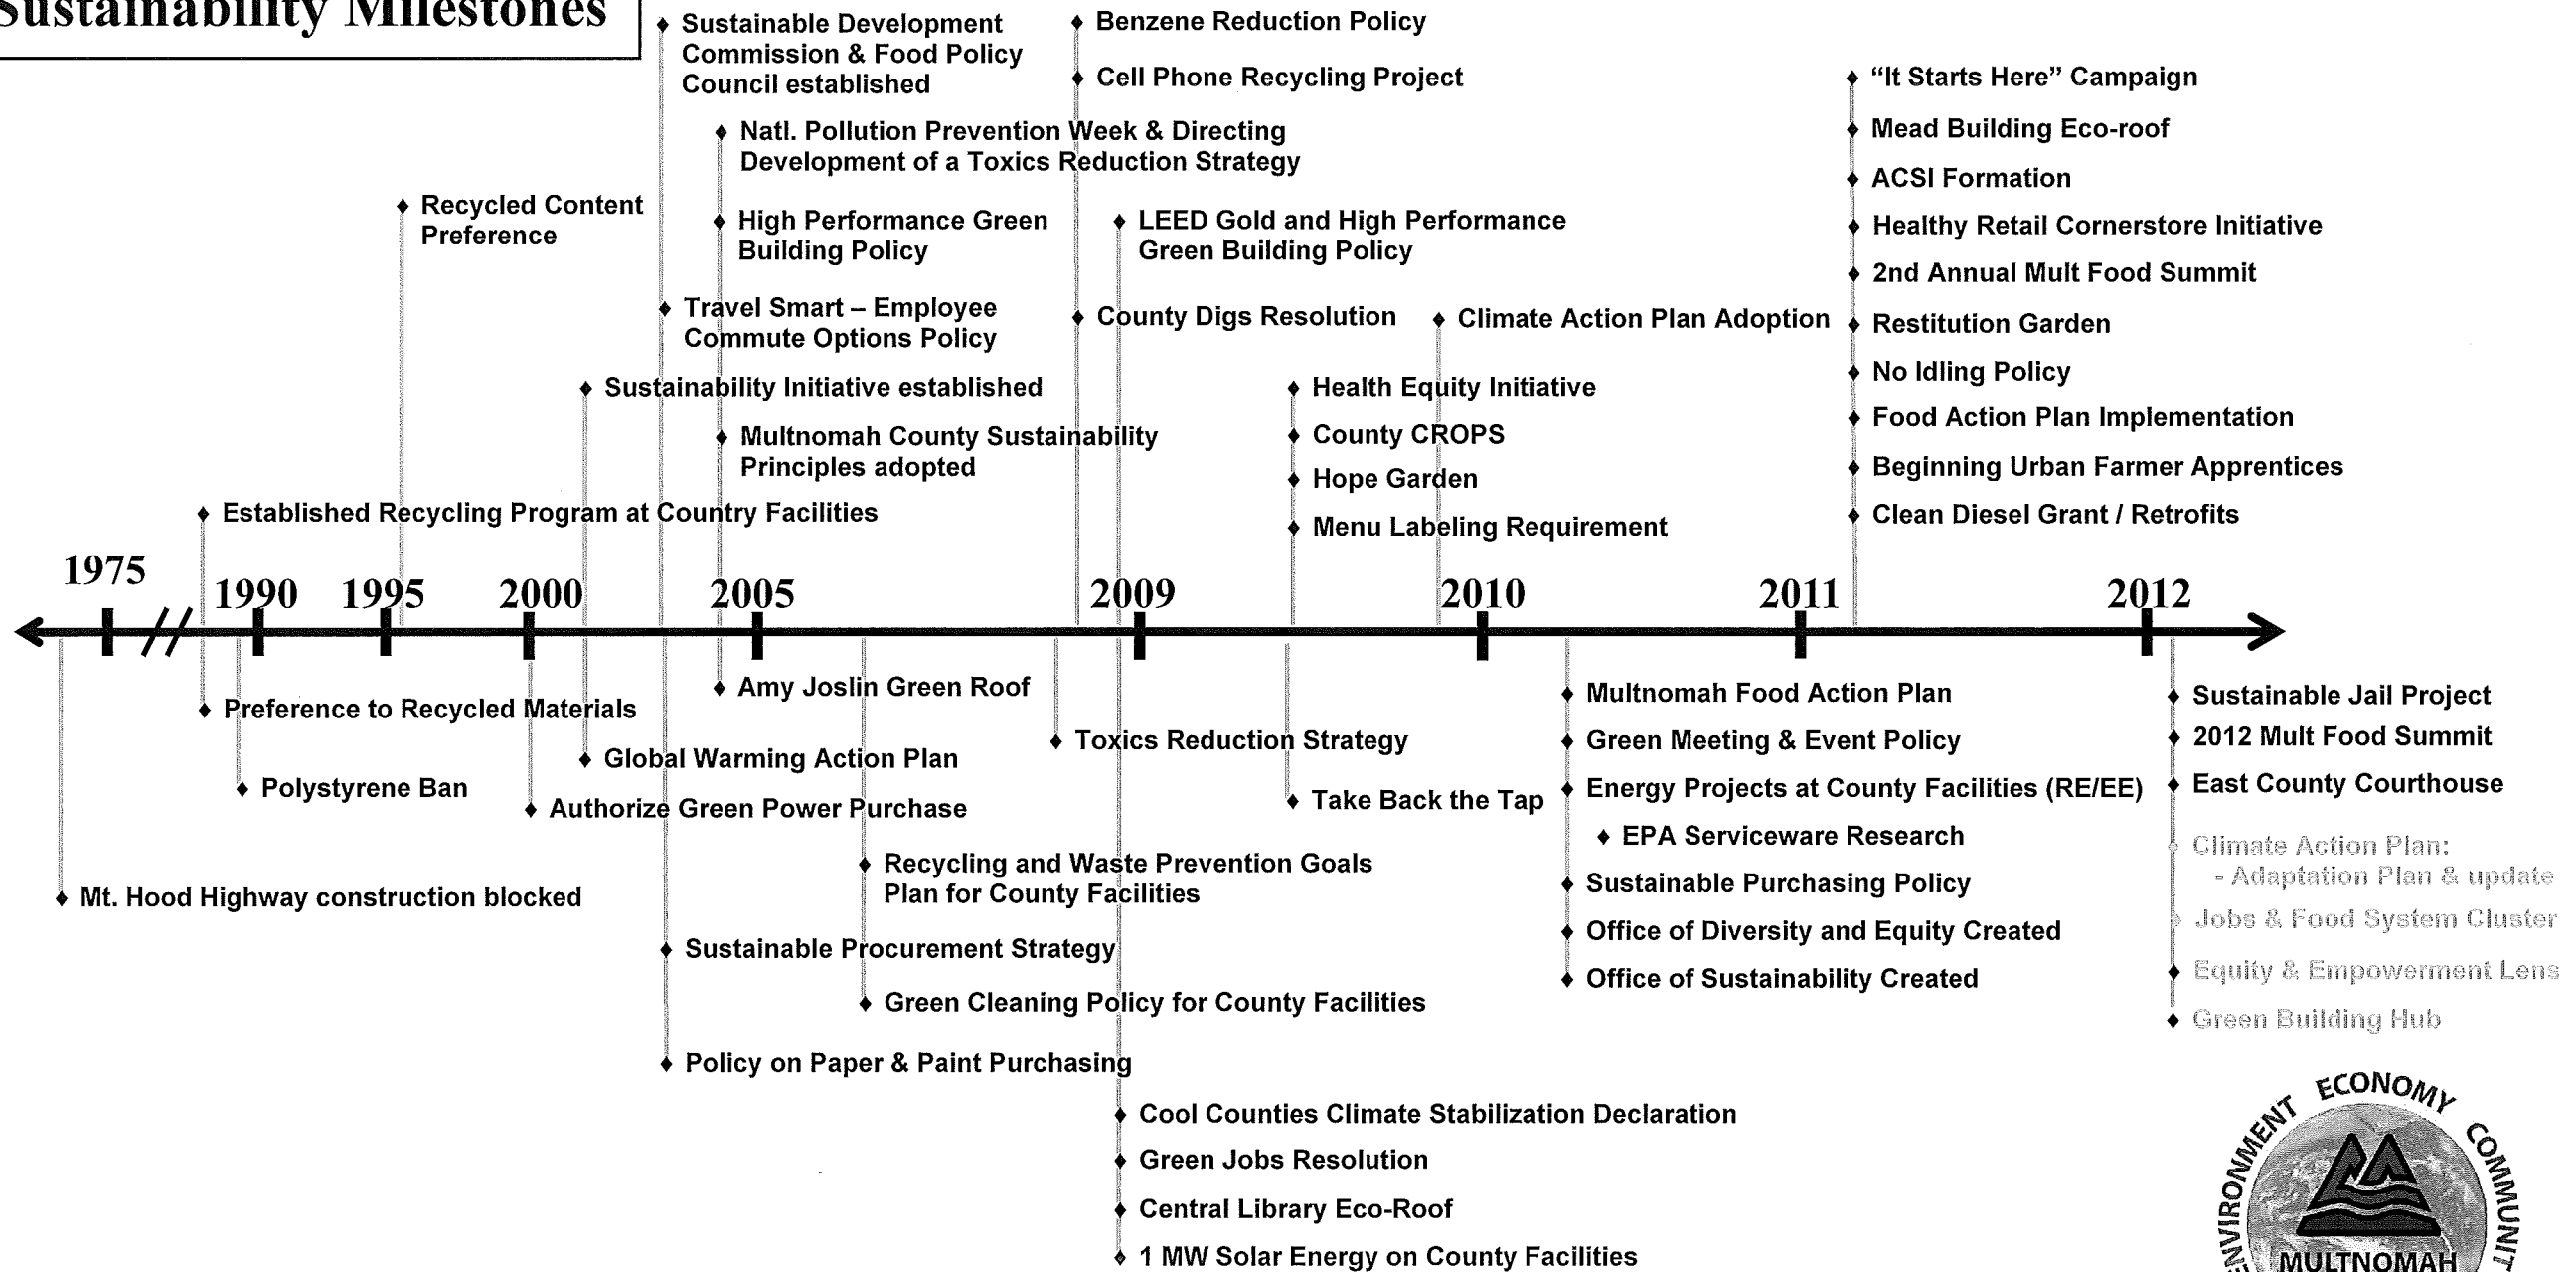 Sustainability Milestones
Sustainable Development
Commission & Food Policy
Council established
Benzene Reduction Policy
Cell Phone Recycling Project
Natl. Pollution Prevention Week & Directing
Development of a Toxics Reduction Strategy
Recycled Content
Preference
High Performance Green
Building Policy
LEED Gold and High Performance
Green Building Policy
Travel Smart – Employee
Commute Options Policy
County Digs Resolution
Climate Action Plan Adoption
Sustainability Initiative established
Multnomah County Sustainability
Principles adopted
Established Recycling Program at Country Facilities
Health Equity Initiative
County CROPS
Hope Garden
Menu Labeling Requirement
“It Starts Here” Campaign
Mead Building Eco-roof
ACSI Formation
Healthy Retail Cornerstore Initiative
2nd Annual Mult Food Summit
Restitution Garden
No Idling Policy
Food Action Plan Implementation
Beginning Urban Farmer Apprentices
Clean Diesel Grant / Retrofits
1975
1990
1995
2000
2005
2009
2010
2011
2012
Preference to Recycled Materials
Polystyrene Ban
Mt. Hood Highway construction blocked
Amy Joslin Green Roof
Global Warming Action Plan
Authorize Green Power Purchase
Toxics Reduction Strategy
Take Back the Tap
Recycling and Waste Prevention Goals
Plan for County Facilities
Sustainable Procurement Strategy
Green Cleaning Policy for County Facilities
Policy on Paper & Paint Purchasing
Cool Counties Climate Stabilization Declaration
Green Jobs Resolution
Central Library Eco-Roof
1 MW Solar Energy on County Facilities
Multnomah Food Action Plan
Green Meeting & Event Policy
Energy Projects at County Facilities (RE/EE)
EPA Serviceware Research
Sustainable Purchasing Policy
Office of Diversity and Equity Created
Office of Sustainability Created
Sustainable Jail Project
2012 Mult Food Summit
East County Courthouse
Climate Action Plan:
- Adaptation Plan & update
Jobs & Food System Cluster
Equity & Empowerment Lens
Green Building Hub
ENVIRONMENT ECONOMY COMMUNIT
MULTNOMAH